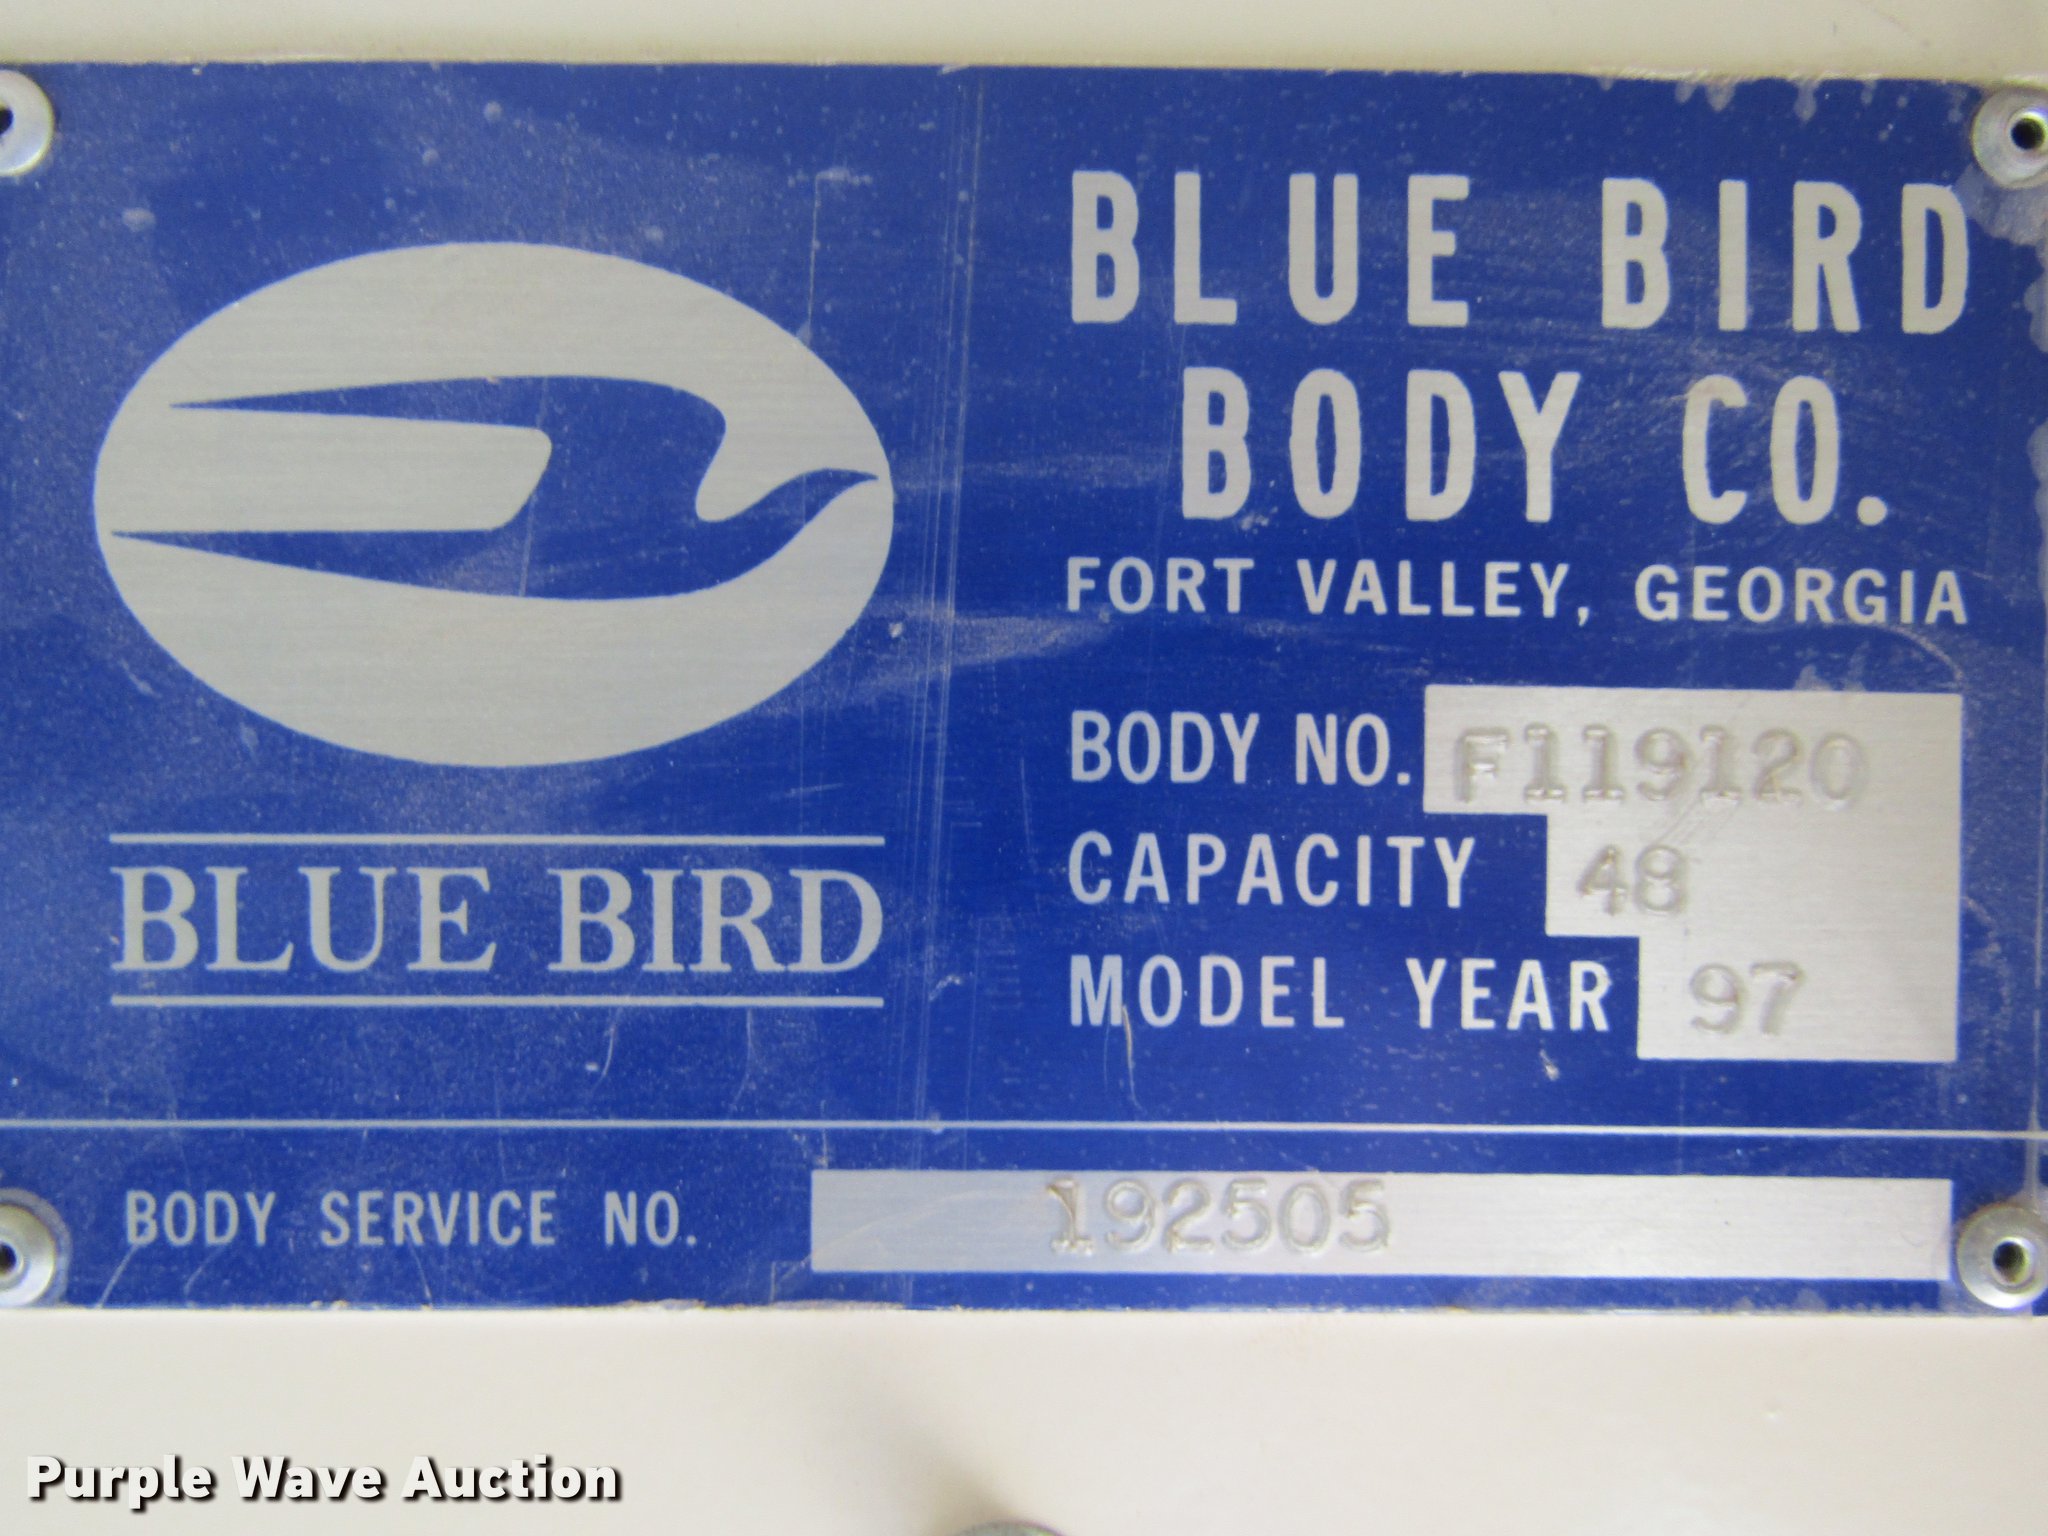 BLUE BIRD
BLUE BIRD
BODY CO.
FORT VALLEY, GEORGIA
BODY NO. F119120
CAPACITY 48
MODEL YEAR 97
BODY SERVICE NO. 192505
Purple Wave Auction